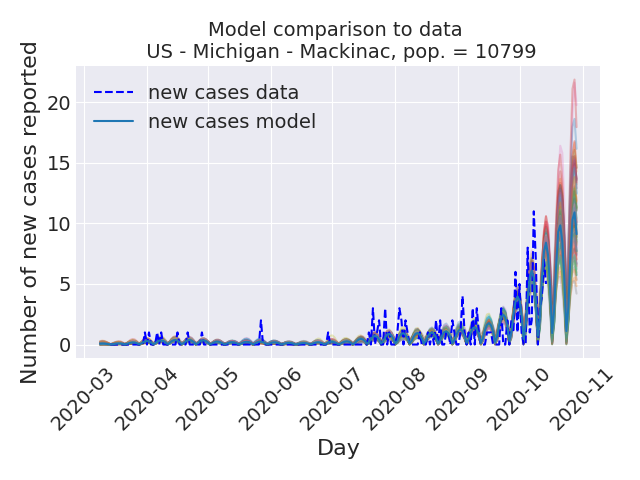 Model comparison to data
US - Michigan - Mackinac, pop. = 10799
Number of new cases reported
new cases data
new cases model
20
15
10
5
0
2020-03
2020-04
2020-05
2020-06
2020-07
2020-08
2020-09
2020-10
2020-11
Day